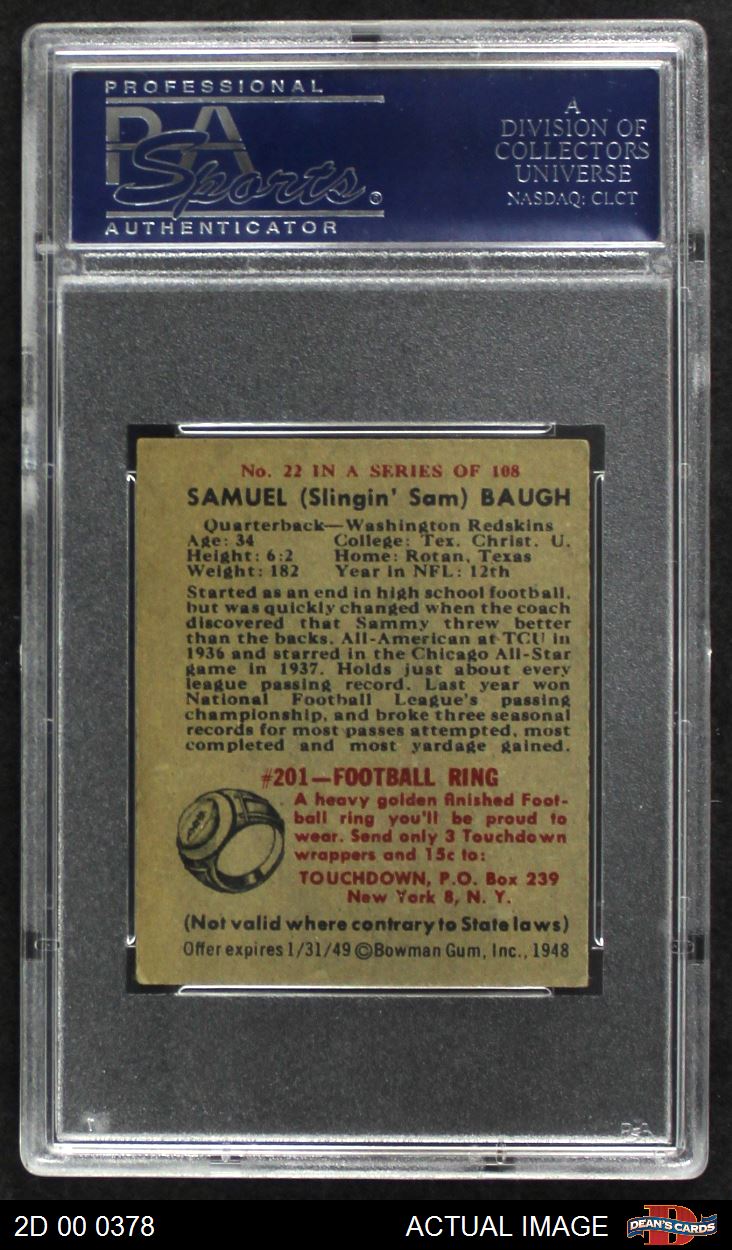 PROFESSIONAL
PSA
Sports®
AUTHENTICATOR
A
DIVISION OF
COLLECTORS
UNIVERSE
NASDAQ: CLCT
No. 22 IN A SERIES OF 108
SAMUEL (Slingin' Sam) BAUGH
Quarterback—Washington Redskins
Age: 34 College: Tex. Christ. U.
Height: 6:2 Home: Rotan, Texas
Weight: 182 Year in NFL: 12th
Started as an end in high school football,
but was quickly changed when the coach
discovered that Sammy threw better
than the backs. All-American at TCU in
1936 and starred in the Chicago All-Star
game in 1937. Holds just about every
league passing record. Last year won
National Football League's passing
championship, and broke three seasonal
records for most passes attempted, most
completed and most yardage gained.
#201—FOOTBALL RING
A heavy golden finished Foot-
ball ring you'll be proud to
wear. Send only 3 Touchdown
wrappers and 15c to:
TOUCHDOWN, P.O. Box 239
New York 8, N. Y.
(Not valid where contrary to State laws)
Offer expires 1/31/49 ©Bowman Gum, Inc., 1948
PSA
2D 00 0378
ACTUAL IMAGE
D
DEAN'S CARDS